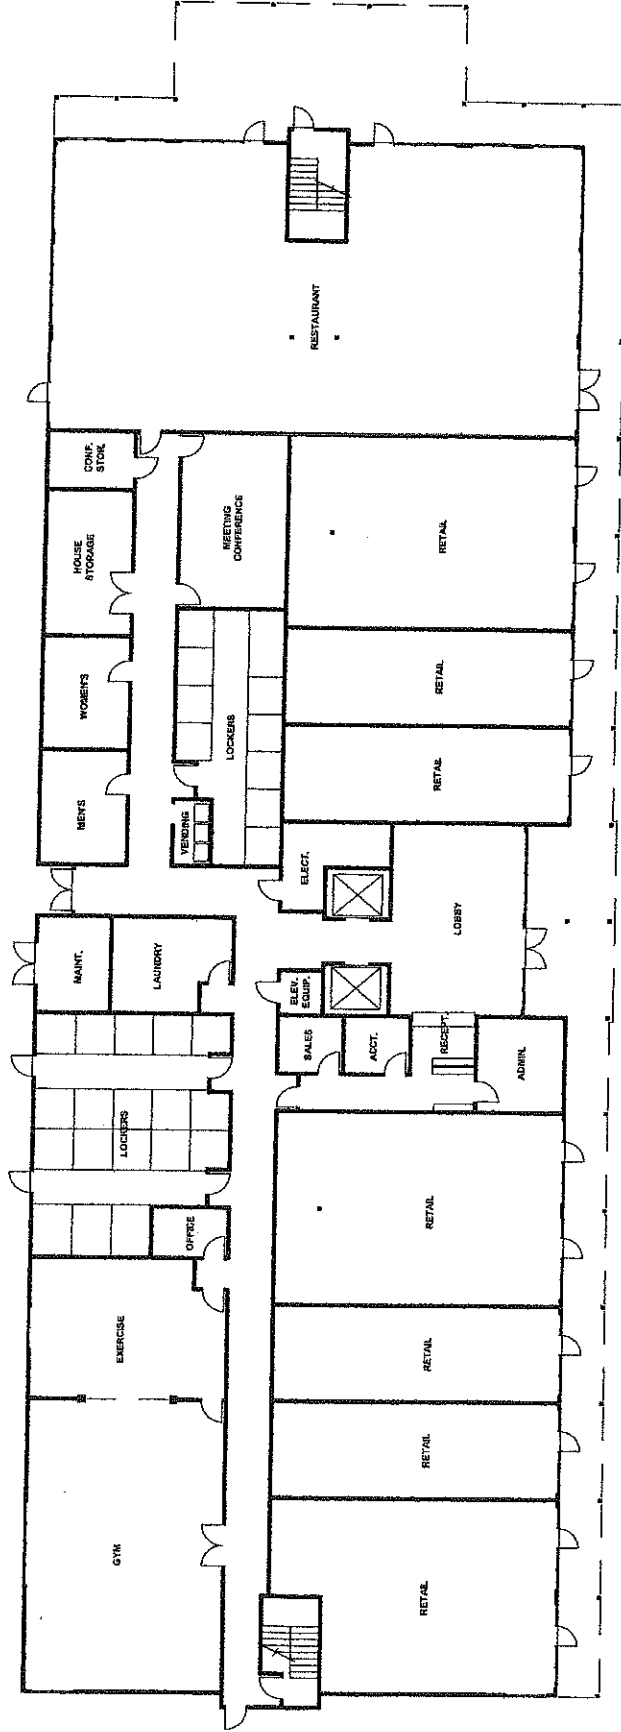 RESTAURANT
CONF.
STOR.
HOUSE
STORAGE
MEETING
CONFERENCE
RETAIL
WOMEN'S
RETAIL
LOCKERS
MEN'S
VENDING
RETAIL
ELECT.
LOBBY
MAINT.
LAUNDRY
ELEV.
EQUIP.
SALES
ACCT.
RECEPT.
ADMIN.
LOCKERS
OFFICE
RETAIL
EXERCISE
RETAIL
RETAIL
GYM
RETAIL